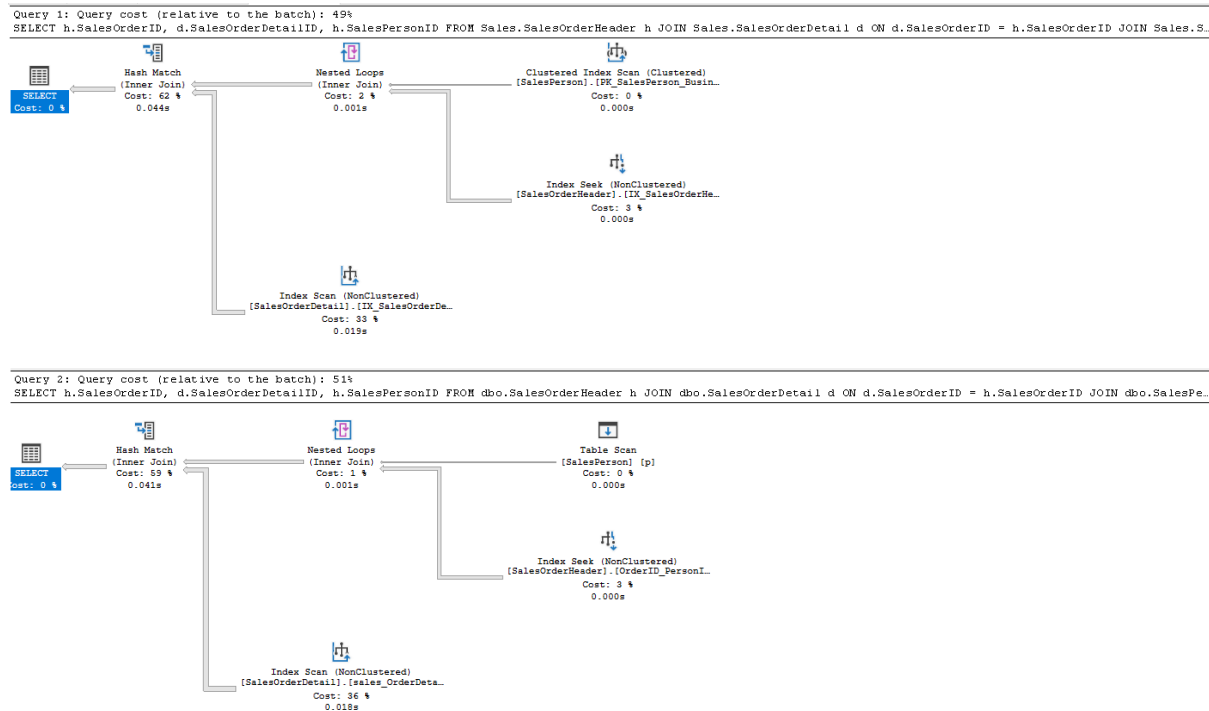 Query 1: Query cost (relative to the batch): 49%
SELECT h.SalesOrderID, d.SalesOrderDetailID, h.SalesPersonID FROM Sales.SalesOrderHeader h JOIN Sales.SalesOrderDetail d ON d.SalesOrderID = h.SalesOrderID JOIN Sales.S…
SELECT
Cost: 0 %
Hash Match
(Inner Join)
Cost: 62 %
0.044s
Nested Loops
(Inner Join)
Cost: 2 %
0.001s
Clustered Index Scan (Clustered)
[SalesPerson].[PK_SalesPerson_Busin…
Cost: 0 %
0.000s
Index Seek (NonClustered)
[SalesOrderHeader].[IX_SalesOrderHe…
Cost: 3 %
0.000s
Index Scan (NonClustered)
[SalesOrderDetail].[IX_SalesOrderDe…
Cost: 33 %
0.019s
Query 2: Query cost (relative to the batch): 51%
SELECT h.SalesOrderID, d.SalesOrderDetailID, h.SalesPersonID FROM dbo.SalesOrderHeader h JOIN dbo.SalesOrderDetail d ON d.SalesOrderID = h.SalesOrderID JOIN dbo.SalesPe…
SELECT
Cost: 0 %
Hash Match
(Inner Join)
Cost: 59 %
0.041s
Nested Loops
(Inner Join)
Cost: 1 %
0.001s
Table Scan
[SalesPerson] [p]
Cost: 0 %
0.000s
Index Seek (NonClustered)
[SalesOrderHeader].[OrderID_PersonI…
Cost: 3 %
0.000s
Index Scan (NonClustered)
[SalesOrderDetail].[sales_OrderDeta…
Cost: 36 %
0.018s